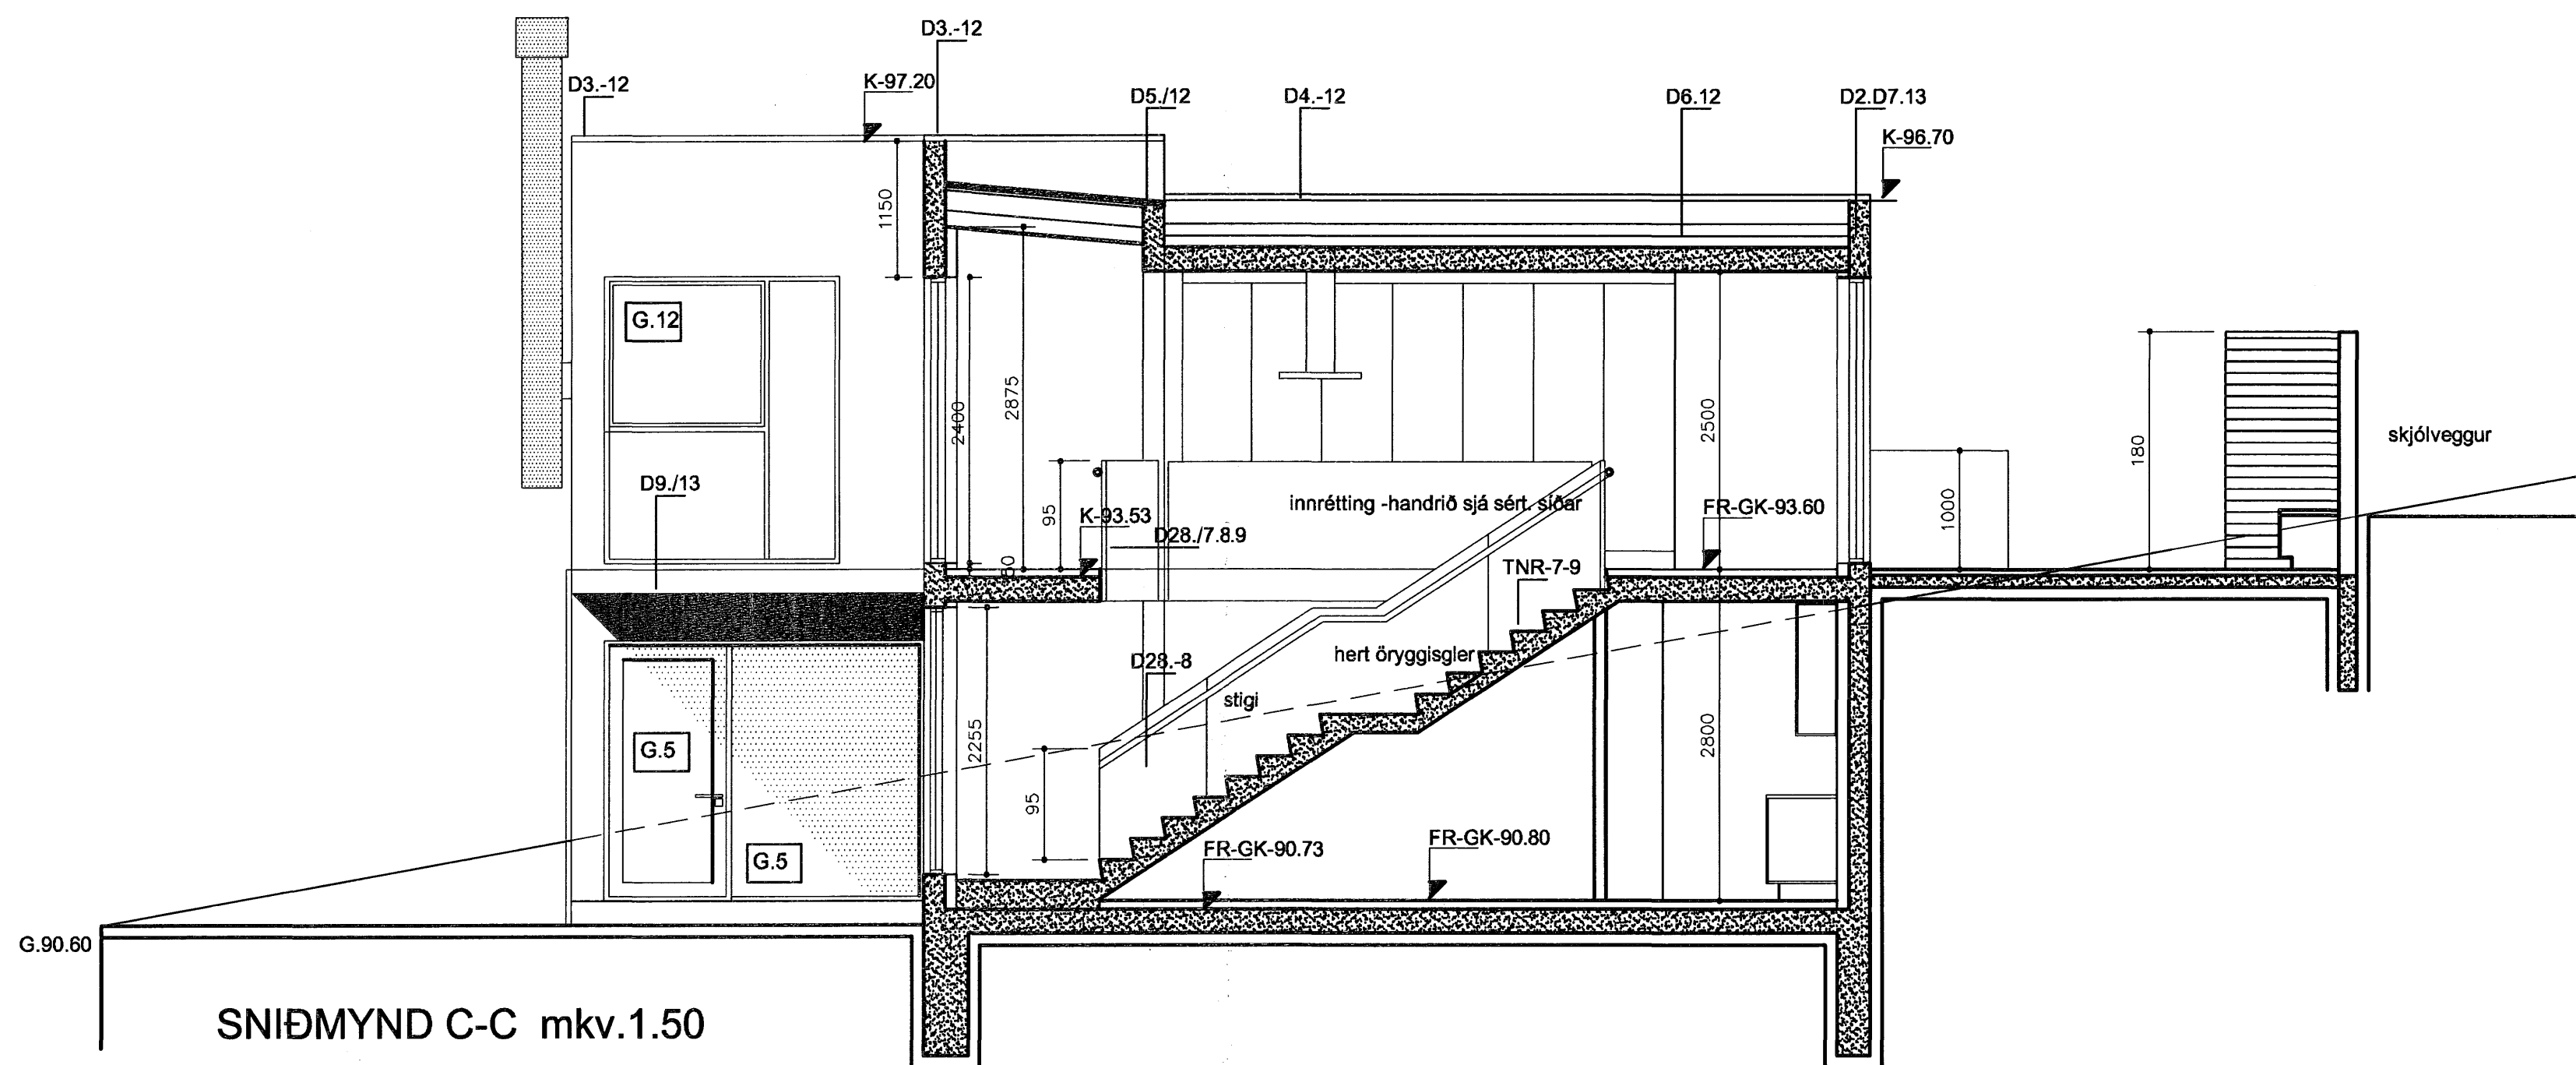 D3.-12
D3.-12
K-97.20
D5./12
D4.-12
D6.12
D2.D7.13
K-96.70
1150
G.12
2400
2875
2500
180
skjólveggur
D9./13
95
K-93.53
innrétting -handrið sjá sért. síðar
FR-GK-93.60
1000
D28./7.8.9
TNR-7-9
D28.-8
hert öryggisgler
stigi
2255
G.5
2800
95
G.5
FR-GK-90.73
FR-GK-90.80
G.90.60
SNIÐMYND C-C mkv.1.50